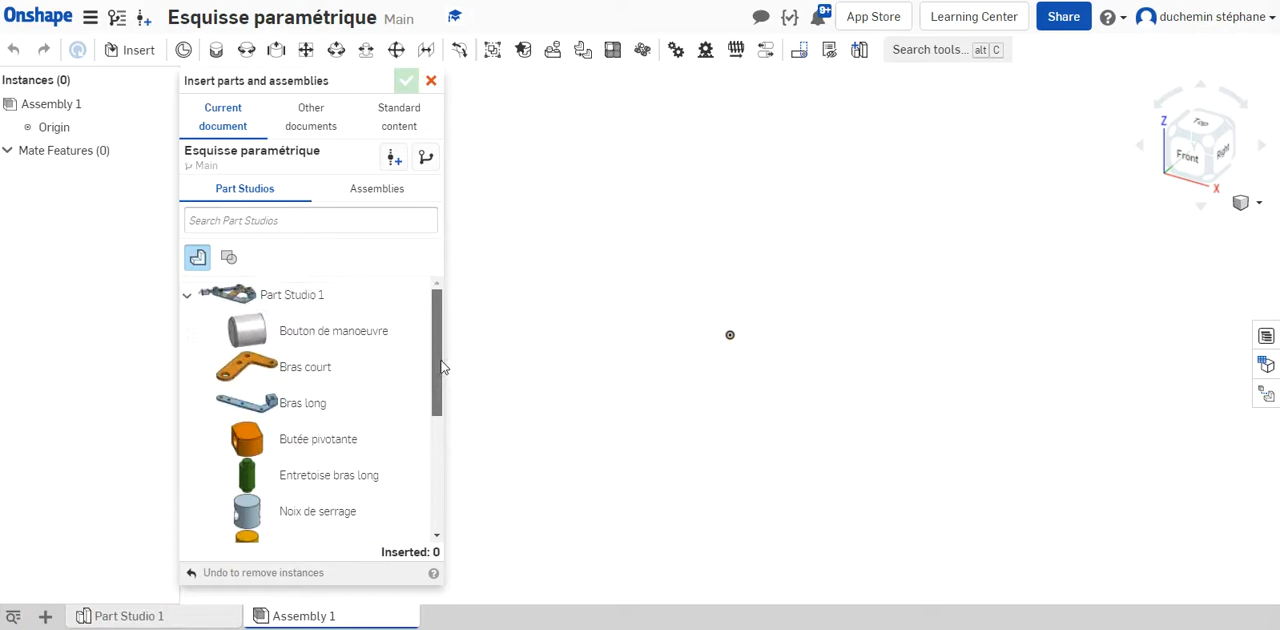 Onshape Esquisse paramétrique Main 9+ App Store Learning Center Share duchemin stéphane
Insert Search tools... alt C
Instances (0)
Assembly 1
Origin
Mate Features (0)
Insert parts and assemblies
Current document
Other documents
Standard content
Esquisse paramétrique
Main
Part Studios Assemblies
Search Part Studios
Part Studio 1
Bouton de manoeuvre
Bras court
Bras long
Butée pivotante
Entretoise bras long
Noix de serrage
Inserted: 0
Undo to remove instances
Top
Front
Right
Z
X
Part Studio 1 Assembly 1